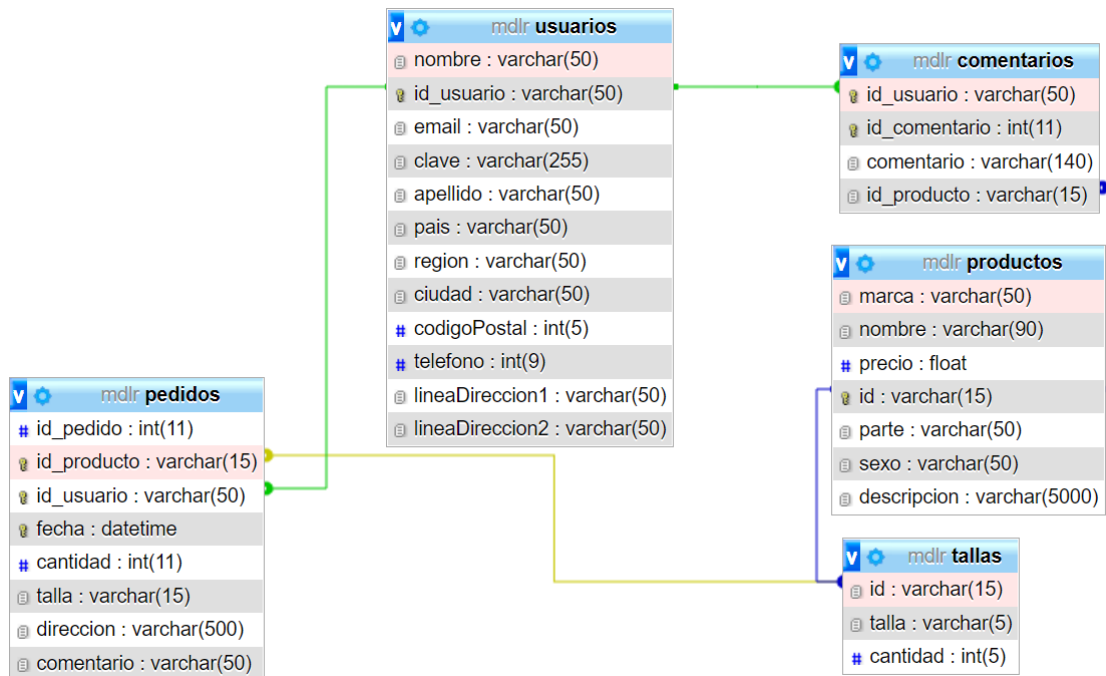 mdlr usuarios
nombre : varchar(50)
id_usuario : varchar(50)
email : varchar(50)
clave : varchar(255)
apellido : varchar(50)
pais : varchar(50)
region : varchar(50)
ciudad : varchar(50)
# codigoPostal : int(5)
# telefono : int(9)
lineaDireccion1 : varchar(50)
lineaDireccion2 : varchar(50)
v mdlr comentarios
id_usuario : varchar(50)
id_comentario : int(11)
comentario : varchar(140)
id_producto : varchar(15)
v mdlr productos
marca : varchar(50)
nombre : varchar(90)
# precio : float
id : varchar(15)
parte : varchar(50)
sexo : varchar(50)
descripcion : varchar(5000)
v mdlr pedidos
# id_pedido : int(11)
id_producto : varchar(15)
id_usuario : varchar(50)
fecha : datetime
# cantidad : int(11)
talla : varchar(15)
direccion : varchar(500)
comentario : varchar(50)
v mdlr tallas
id : varchar(15)
talla : varchar(5)
# cantidad : int(5)